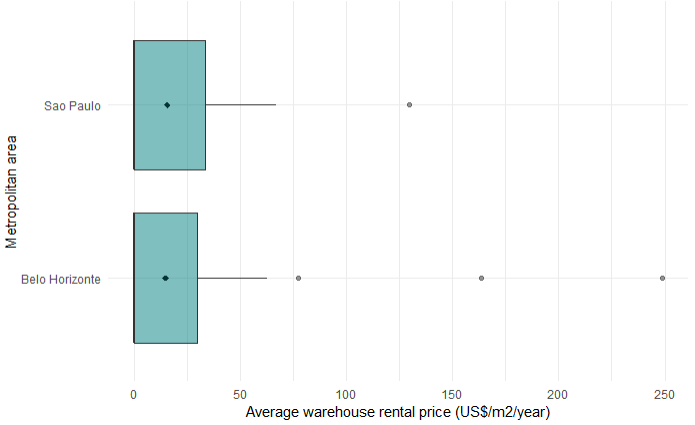 Sao Paulo
Belo Horizonte
Metropolitan area
0 50 100 150 200 250
Average warehouse rental price (US$/m2/year)